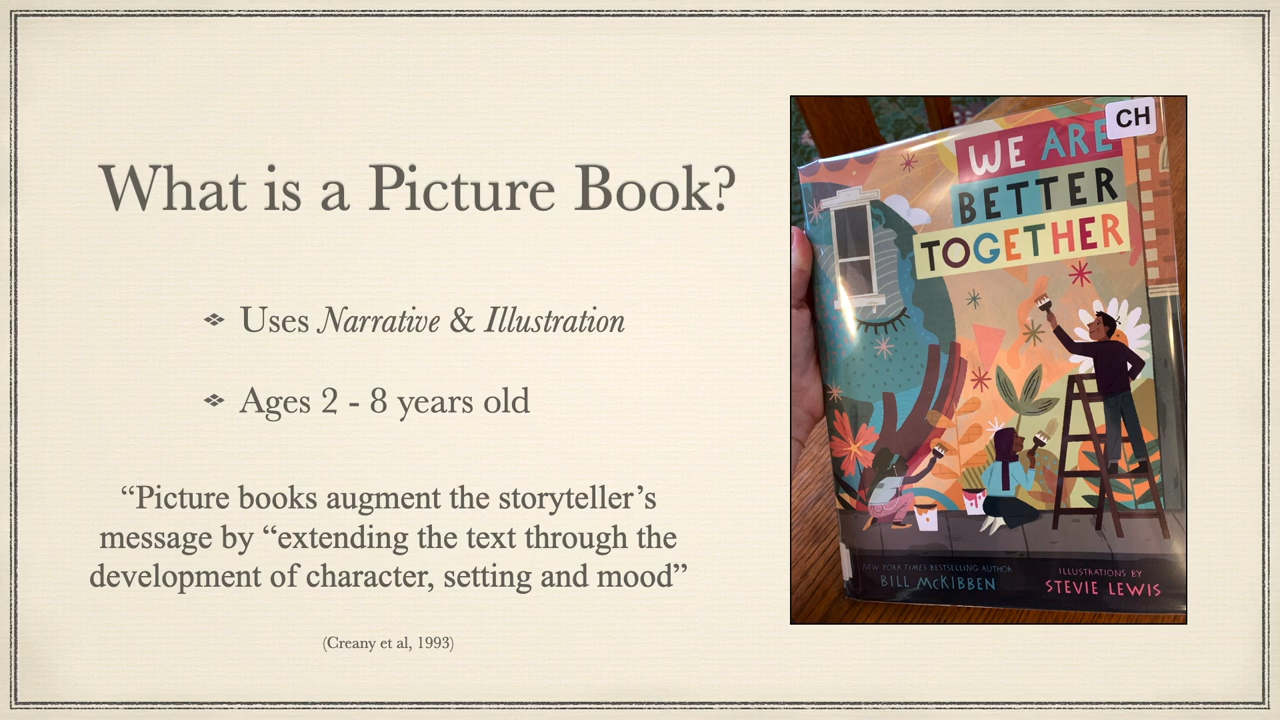 What is a Picture Book?
Uses Narrative & Illustration
Ages 2 - 8 years old
“Picture books augment the storyteller’s
message by “extending the text through the
development of character, setting and mood”
(Creany et al, 1993)
CH
WE ARE
BETTER
TOGETHER
NEW YORK TIMES BESTSELLING AUTHOR
BILL McKIBBEN
ILLUSTRATIONS BY
STEVIE LEWIS